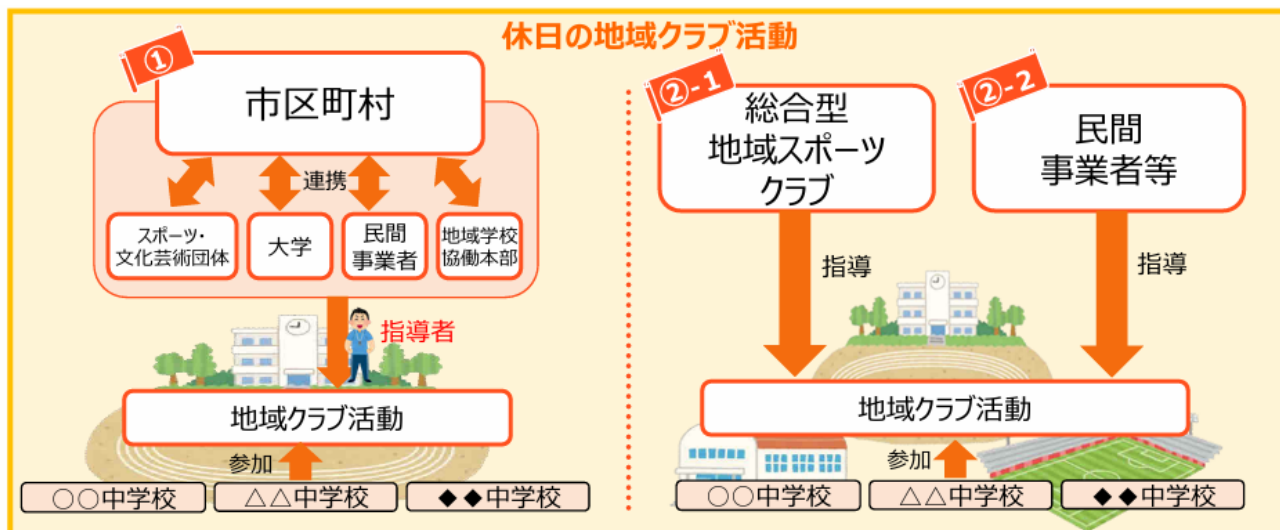 休日の地域クラブ活動
①
市区町村
連携
スポーツ・
文化芸術団体
大学
民間
事業者
地域学校
協働本部
指導者
地域クラブ活動
参加
○○中学校
△△中学校
◆◆中学校
②-1
総合型
地域スポーツ
クラブ
②-2
民間
事業者等
指導
指導
地域クラブ活動
参加
○○中学校
△△中学校
◆◆中学校